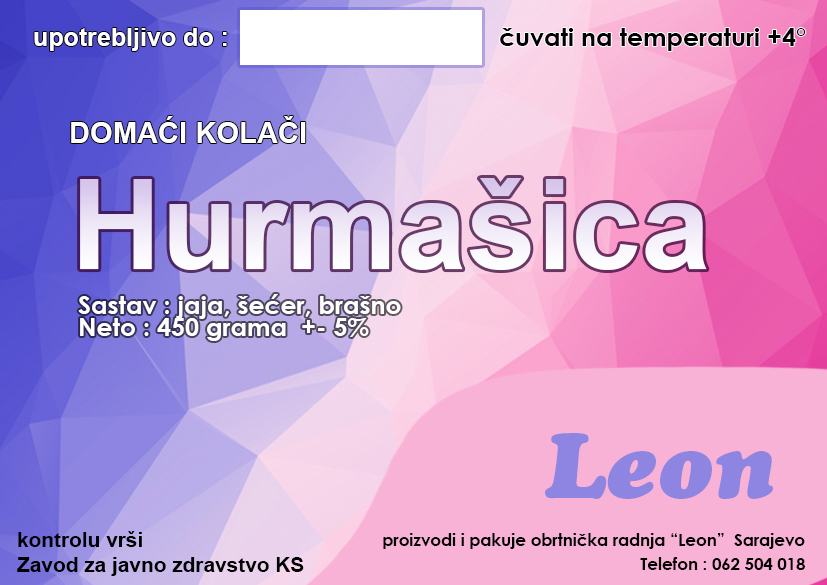 upotrebljivo do :
čuvati na temperaturi +4°
DOMAĆI KOLAČI
Hurmašica
Sastav : jaja, šećer, brašno
Neto : 450 grama +- 5%
Leon
kontrolu vrši
Zavod za javno zdravstvo KS
proizvodi i pakuje obrtnička radnja “Leon” Sarajevo
Telefon : 062 504 018